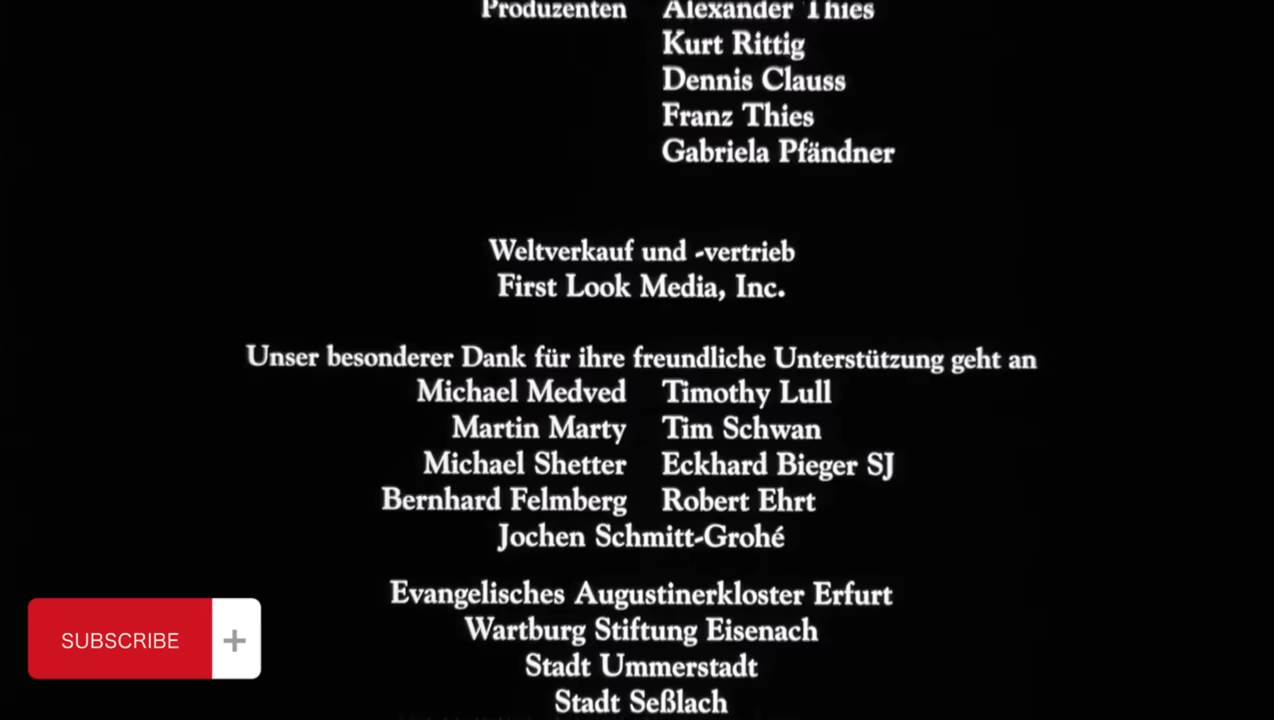 Produzenten Alexander Thies
Kurt Rittig
Dennis Clauss
Franz Thies
Gabriela Pfändner
Weltverkauf und -vertrieb
First Look Media, Inc.
Unser besonderer Dank für ihre freundliche Unterstützung geht an
Michael Medved Timothy Lull
Martin Marty Tim Schwan
Michael Shetter Eckhard Bieger SJ
Bernhard Felmberg Robert Ehrt
Jochen Schmitt-Grohé
Evangelisches Augustinerkloster Erfurt
Wartburg Stiftung Eisenach
Stadt Ummerstadt
Stadt Seßlach
SUBSCRIBE +